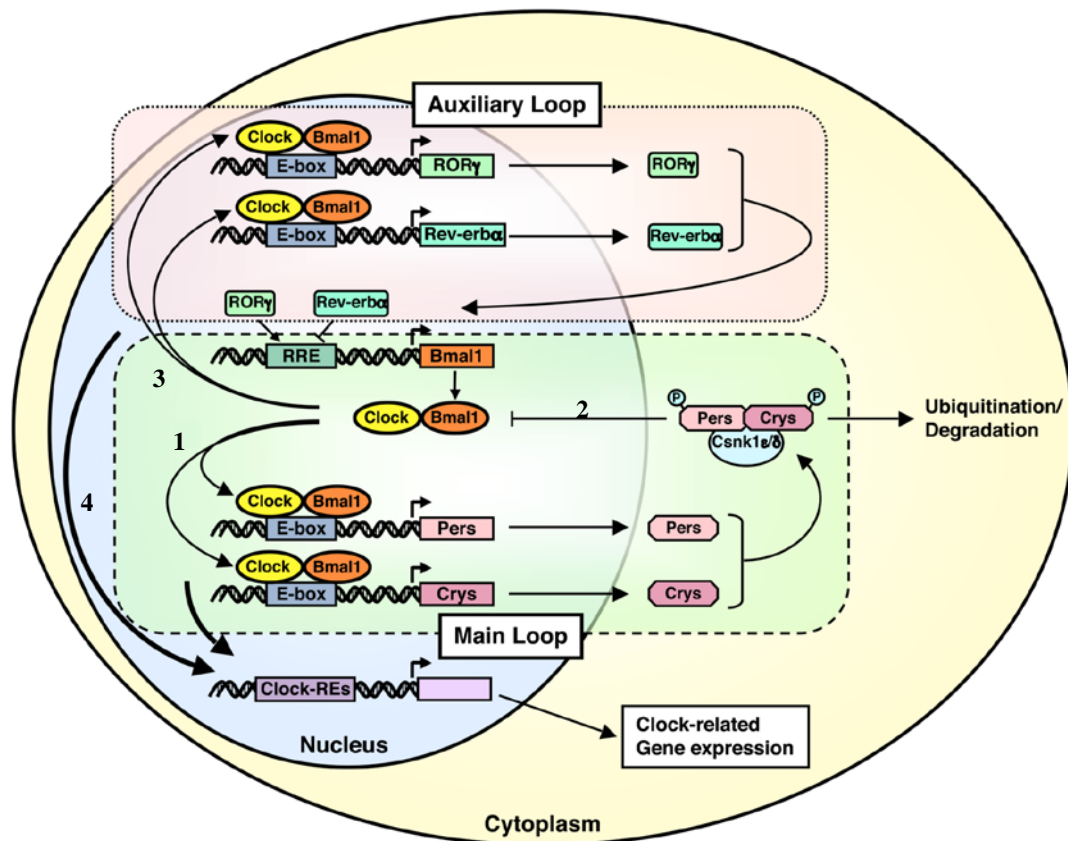 Auxiliary Loop
Clock Bmal1
E-box RORγ RORγ
Clock Bmal1
E-box Rev-erbα Rev-erbα
RORγ Rev-erbα
RRE Bmal1
3
Clock Bmal1
2
P P
Pers Crys
Csnk1ε/δ
Ubiquitination/
Degradation
1
4
Clock Bmal1
E-box Pers Pers
Clock Bmal1
E-box Crys Crys
Main Loop
Clock-REs
Clock-related
Gene expression
Nucleus
Cytoplasm